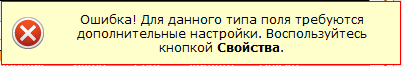 Ошибка! Для данного типа поля требуются
дополнительные настройки. Воспользуйтесь
кнопкой Свойства.